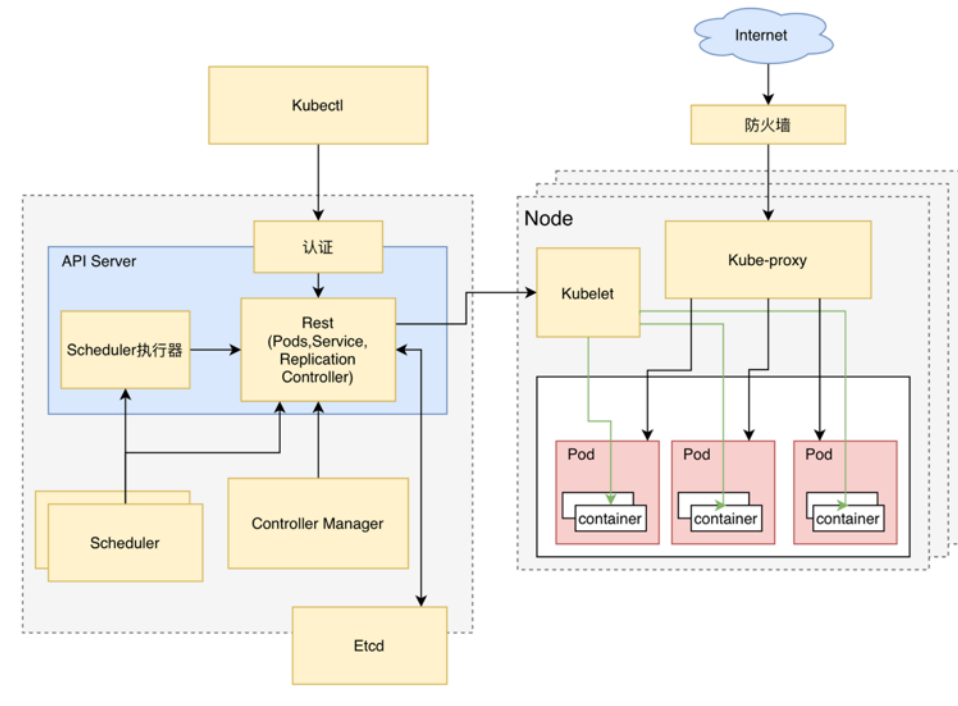 Internet
Kubectl
防火墙
Node
认证
API Server
Kube-proxy
Kubelet
Rest
(Pods,Service,
Replication
Controller)
Scheduler执行器
Pod
Pod
Pod
container
container
container
Scheduler
Controller Manager
Etcd